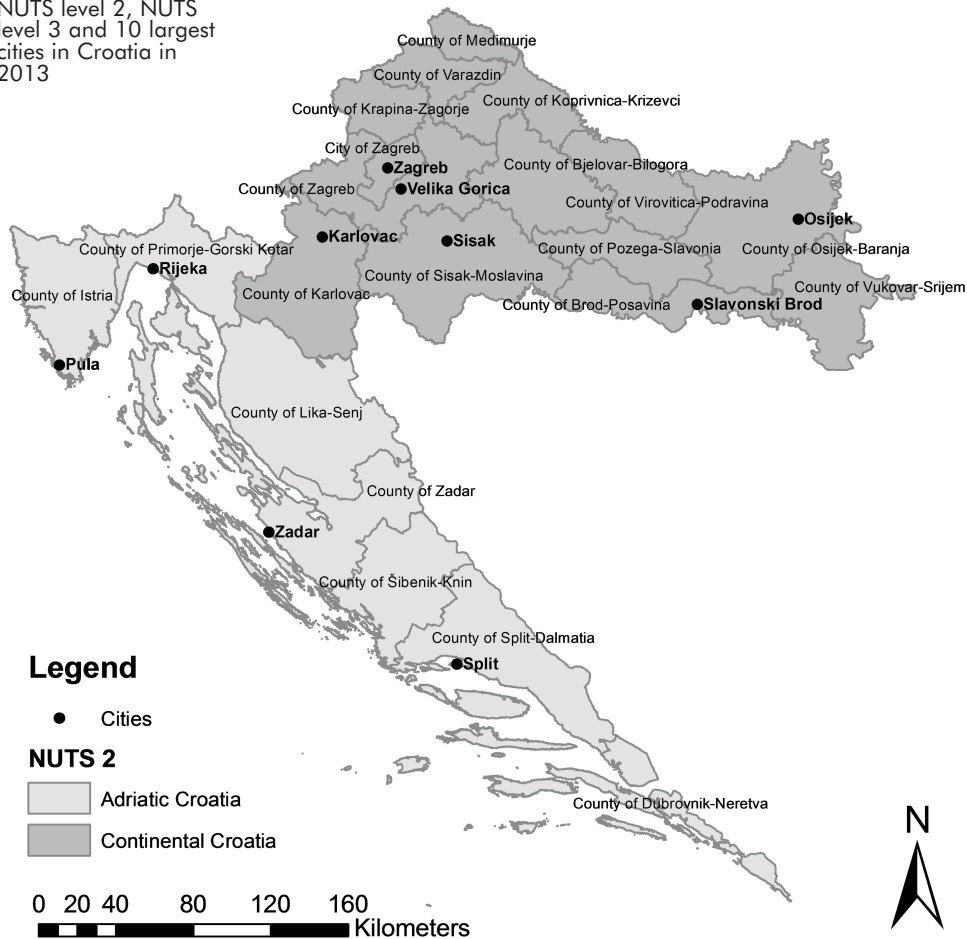 NUTS level 2, NUTS
level 3 and 10 largest
cities in Croatia in
2013
County of Medimurje
County of Varazdin
County of Koprivnica-Krizevci
County of Krapina-Zagorje
City of Zagreb
County of Bjelovar-Bilogora
Zagreb
County of Zagreb
Velika Gorica
County of Virovitica-Podravina
Osijek
Karlovac
Sisak
County of Primorje-Gorski Kotar
County of Pozega-Slavonia
County of Osijek-Baranja
Rijeka
County of Sisak-Moslavina
County of Vukovar-Srijem
County of Istria
County of Karlovac
County of Brod-Posavina
Slavonski Brod
Pula
County of Lika-Senj
County of Zadar
Zadar
County of Šibenik-Knin
County of Split-Dalmatia
Split
County of Dubrovnik-Neretva
Legend
Cities
NUTS 2
Adriatic Croatia
Continental Croatia
N
0 20 40 80 120 160
Kilometers